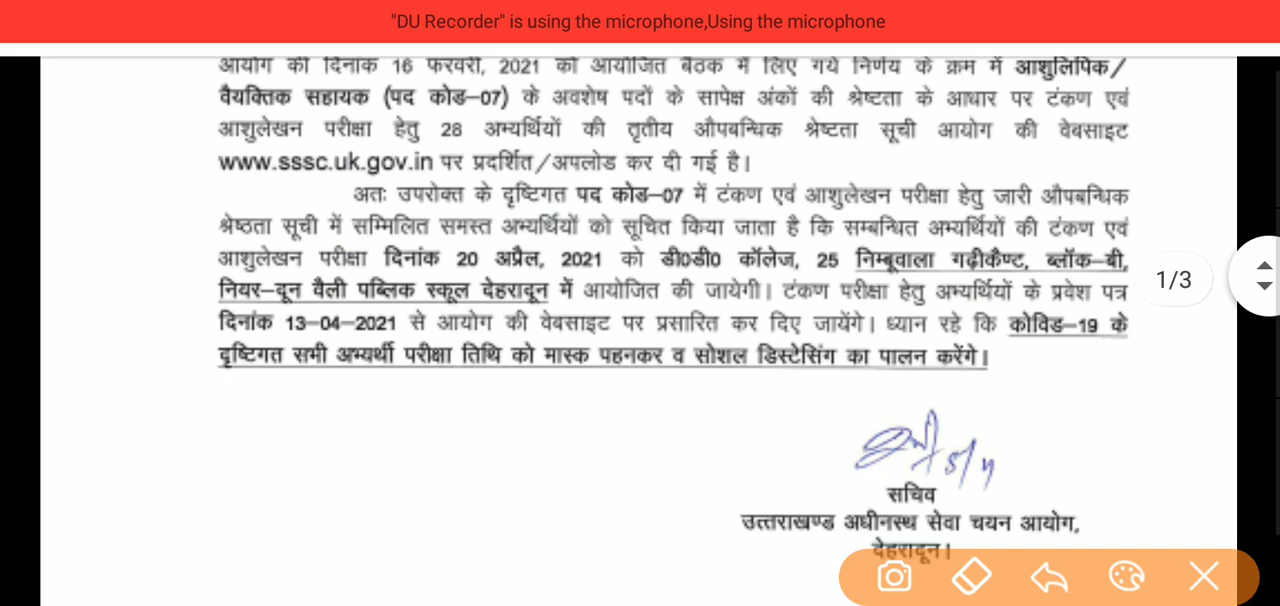 "DU Recorder" is using the microphone,Using the microphone
आयोग की दिनांक 16 फरवरी, 2021 को आयोजित बैठक में लिए गये निर्णय के क्रम में आशुलिपिक/
वैयक्तिक सहायक (पद कोड–07) के अवशेष पदों के सापेक्ष अंकों की श्रेष्टता के आधार पर टंकण एवं
आशुलेखन परीक्षा हेतु 28 अभ्यर्थियों की तृतीय औपबन्धिक श्रेष्टता सूची आयोग की वेबसाइट
www.sssc.uk.gov.in पर प्रदर्शित/अपलोड कर दी गई है।
अतः उपरोक्त के दृष्टिगत पद कोड–07 में टंकण एवं आशुलेखन परीक्षा हेतु जारी औपबन्धिक
श्रेष्ठता सूची में सम्मिलित समस्त अभ्यर्थियों को सूचित किया जाता है कि सम्बन्धित अभ्यर्थियों की टंकण एवं
आशुलेखन परीक्षा दिनांक 20 अप्रैल, 2021 को डी0डी0 कॉलेज, 25 निम्बूवाला गढ़ीकैण्ट, ब्लॉक–बी,
नियर–दून वैली पब्लिक स्कूल देहरादून में आयोजित की जायेगी। टंकण परीक्षा हेतु अभ्यर्थियों के प्रवेश पत्र
दिनांक 13–04–2021 से आयोग की वेबसाइट पर प्रसारित कर दिए जायेंगे। ध्यान रहे कि कोविड–19 के
दृष्टिगत सभी अभ्यर्थी परीक्षा तिथि को मास्क पहनकर व सोशल डिस्टेसिंग का पालन करेंगे।
1/3
5/4
सचिव
उत्तराखण्ड अधीनस्थ सेवा चयन आयोग,
देहरादून।